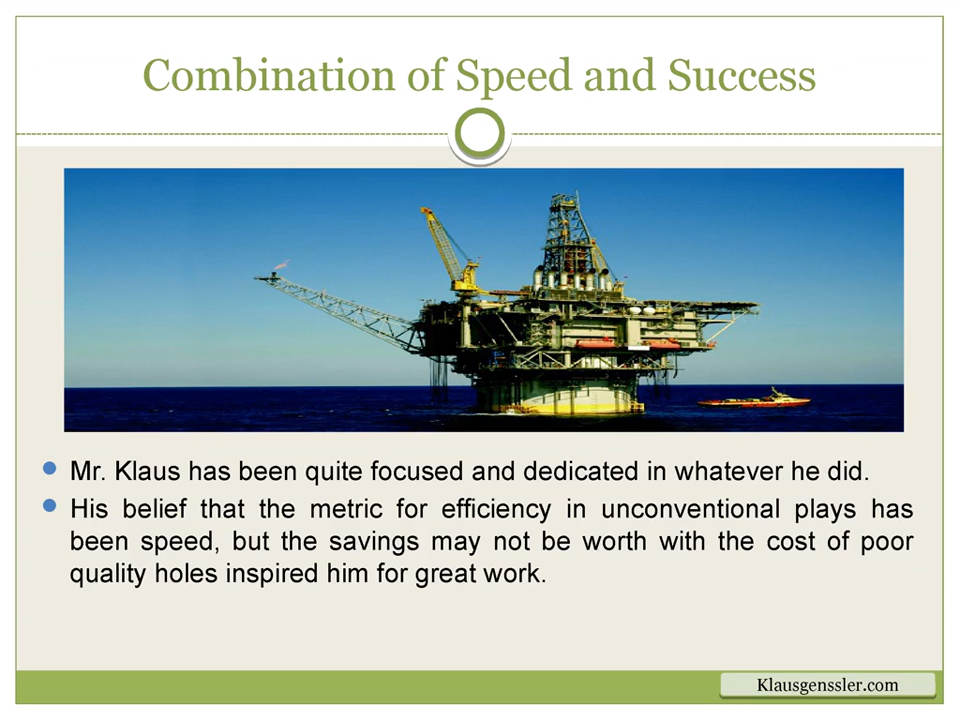 Combination of Speed and Success
Mr. Klaus has been quite focused and dedicated in whatever he did.
His belief that the metric for efficiency in unconventional plays has
been speed, but the savings may not be worth with the cost of poor
quality holes inspired him for great work.
Klausgenssler.com